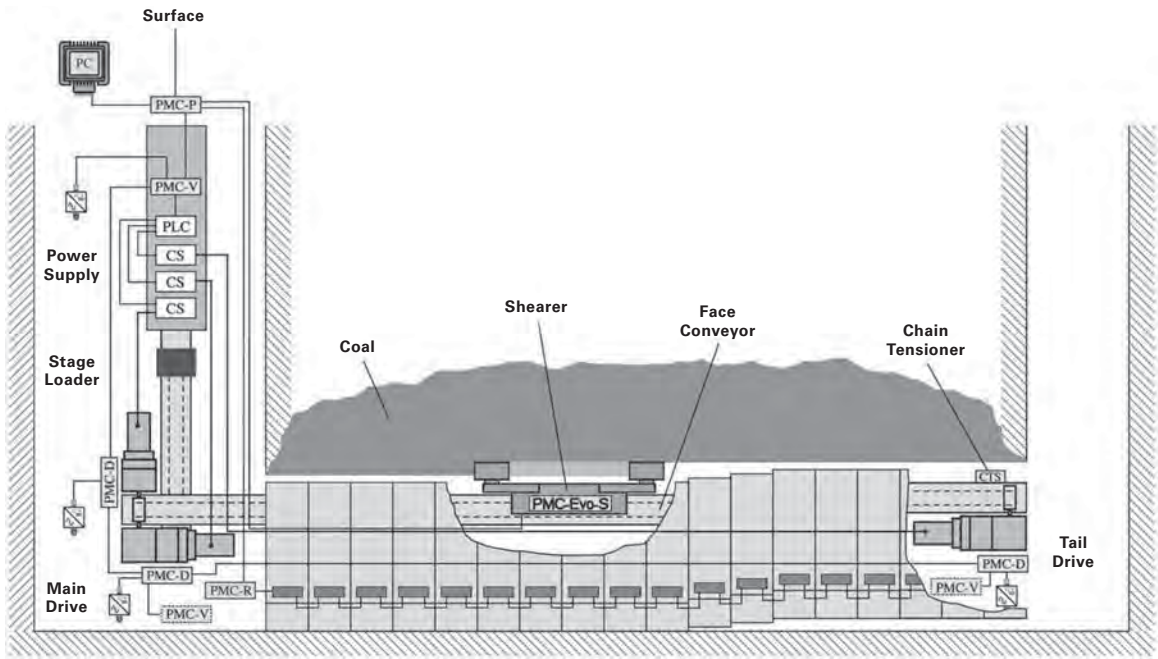 Surface
PC
PMC-P
PMC-V
PLC
CS
CS
CS
Power
Supply
Stage
Loader
Coal
Shearer
Face
Conveyor
Chain
Tensioner
CTS
PMC-D
PMC-Evo-S
Main
Drive
PMC-D
PMC-V
PMC-R
PMC-V
PMC-D
Tail
Drive